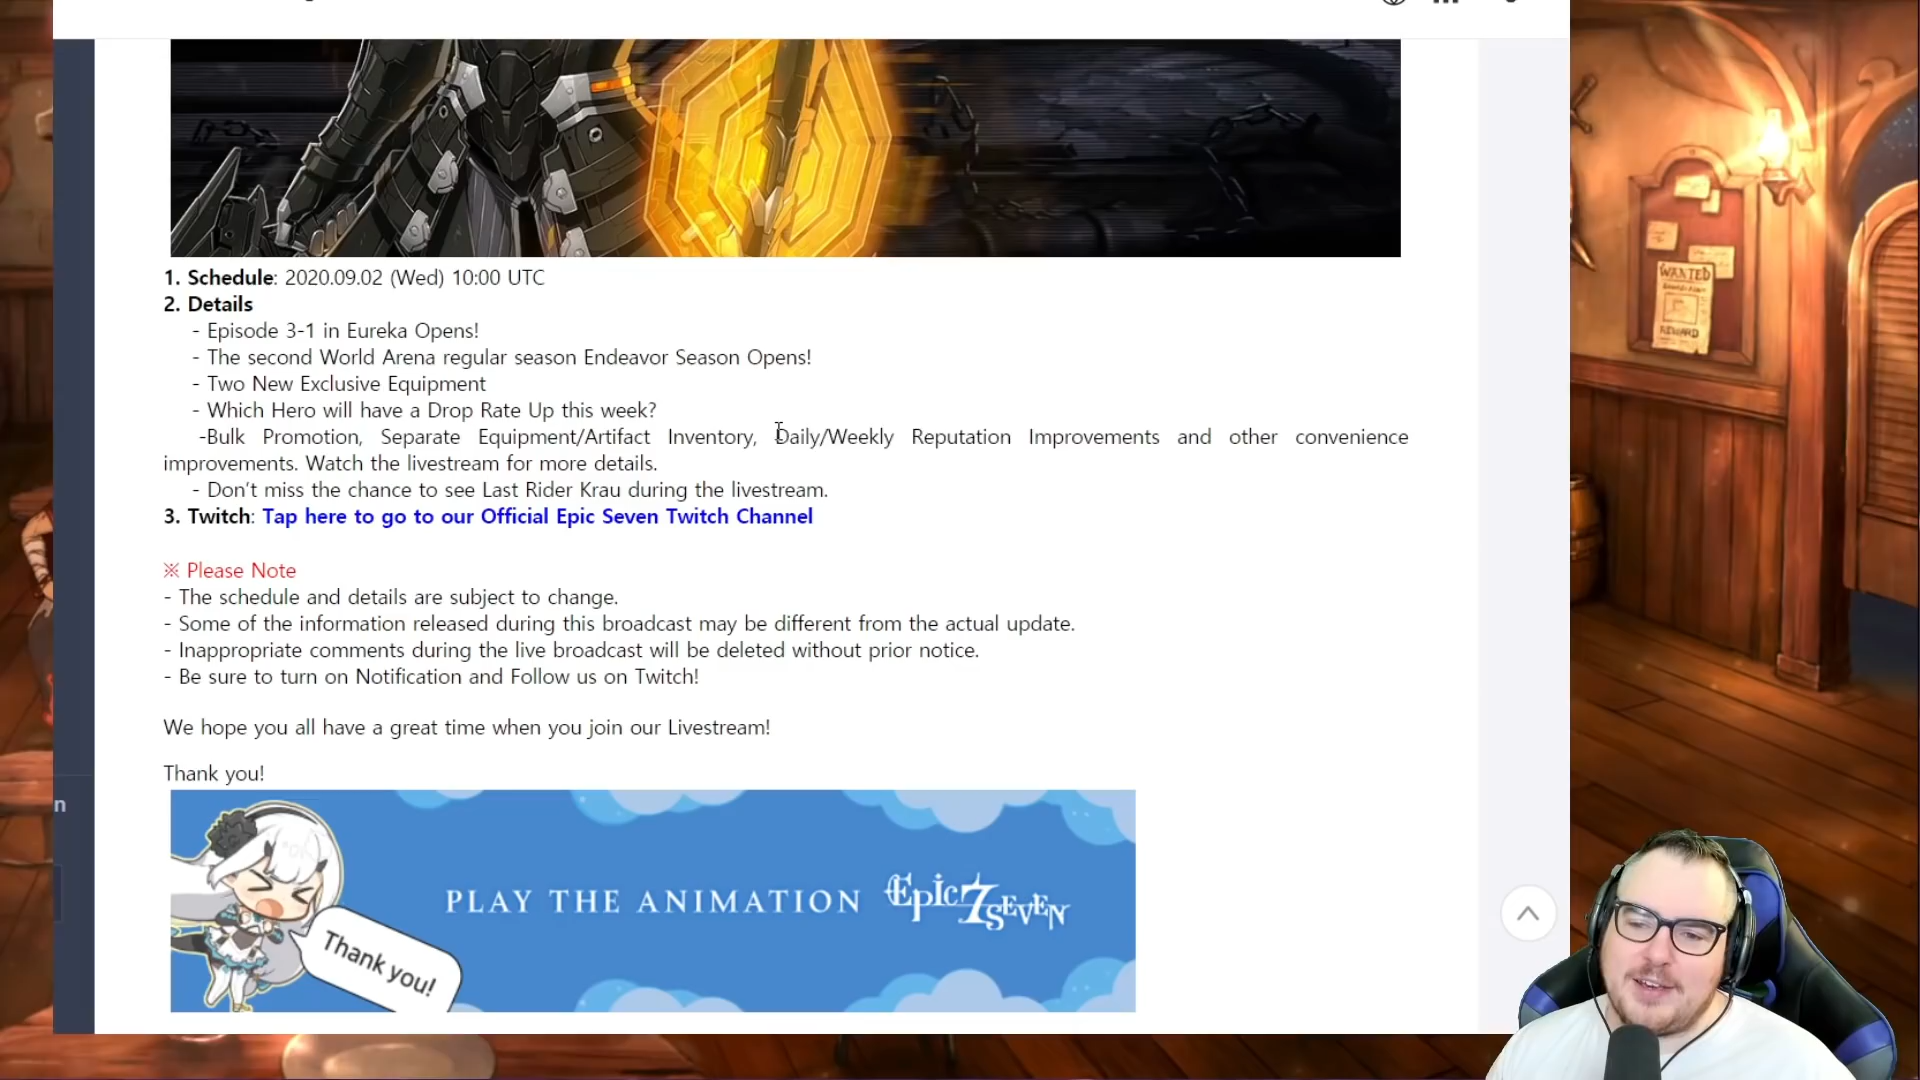 1. Schedule: 2020.09.02 (Wed) 10:00 UTC
2. Details
- Episode 3-1 in Eureka Opens!
- The second World Arena regular season Endeavor Season Opens!
- Two New Exclusive Equipment
- Which Hero will have a Drop Rate Up this week?
-Bulk Promotion, Separate Equipment/Artifact Inventory, Daily/Weekly Reputation Improvements and other convenience
improvements. Watch the livestream for more details.
- Don't miss the chance to see Last Rider Krau during the livestream.
3. Twitch: Tap here to go to our Official Epic Seven Twitch Channel
※ Please Note
- The schedule and details are subject to change.
- Some of the information released during this broadcast may be different from the actual update.
- Inappropriate comments during the live broadcast will be deleted without prior notice.
- Be sure to turn on Notification and Follow us on Twitch!
We hope you all have a great time when you join our Livestream!
Thank you!
n
Thank you!
PLAY THE ANIMATION Epic 7 SEVEN
WANTED
REWARD